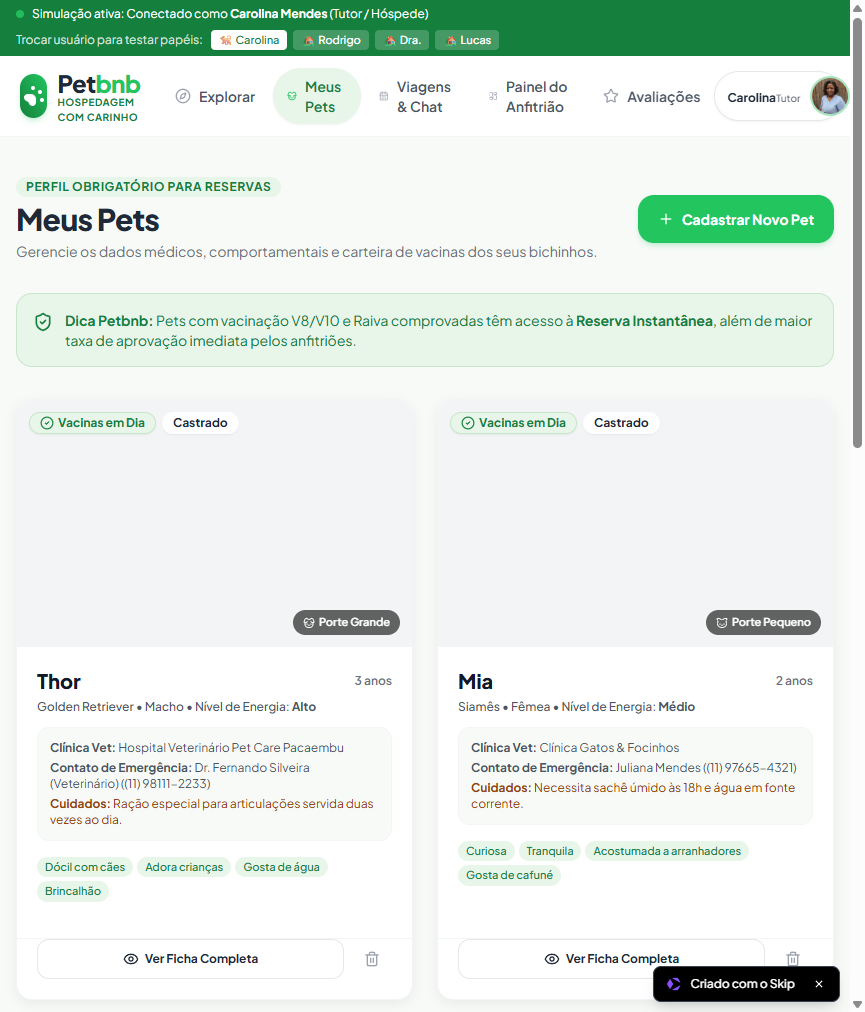 Simulação ativa: Conectado como Carolina Mendes (Tutor / Hóspede)
Trocar usuário para testar papéis: Carolina Rodrigo Dra. Lucas
Petbnb
HOSPEDAGEM
COM CARINHO
Explorar
Meus
Pets
Viagens
& Chat
Painel do
Anfitrião
Avaliações
Carolina Tutor
PERFIL OBRIGATÓRIO PARA RESERVAS
Meus Pets
Gerencie os dados médicos, comportamentais e carteira de vacinas dos seus bichinhos.
+ Cadastrar Novo Pet
Dica Petbnb: Pets com vacinação V8/V10 e Raiva comprovadas têm acesso à Reserva Instantânea, além de maior
taxa de aprovação imediata pelos anfitriões.
Vacinas em Dia Castrado
Porte Grande
Thor 3 anos
Golden Retriever • Macho • Nível de Energia: Alto
Clínica Vet: Hospital Veterinário Pet Care Pacaembu
Contato de Emergência: Dr. Fernando Silveira
(Veterinário) ((11) 98111-2233)
Cuidados: Ração especial para articulações servida duas
vezes ao dia.
Dócil com cães Adora crianças Gosta de água
Brincalhão
Ver Ficha Completa
Vacinas em Dia Castrado
Porte Pequeno
Mia 2 anos
Siamês • Fêmea • Nível de Energia: Médio
Clínica Vet: Clínica Gatos & Focinhos
Contato de Emergência: Juliana Mendes ((11) 97665-4321)
Cuidados: Necessita sachê úmido às 18h e água em fonte
corrente.
Curiosa Tranquila Acostumada a arranhadores
Gosta de cafuné
Ver Ficha Completa
Criado com o Skip ×